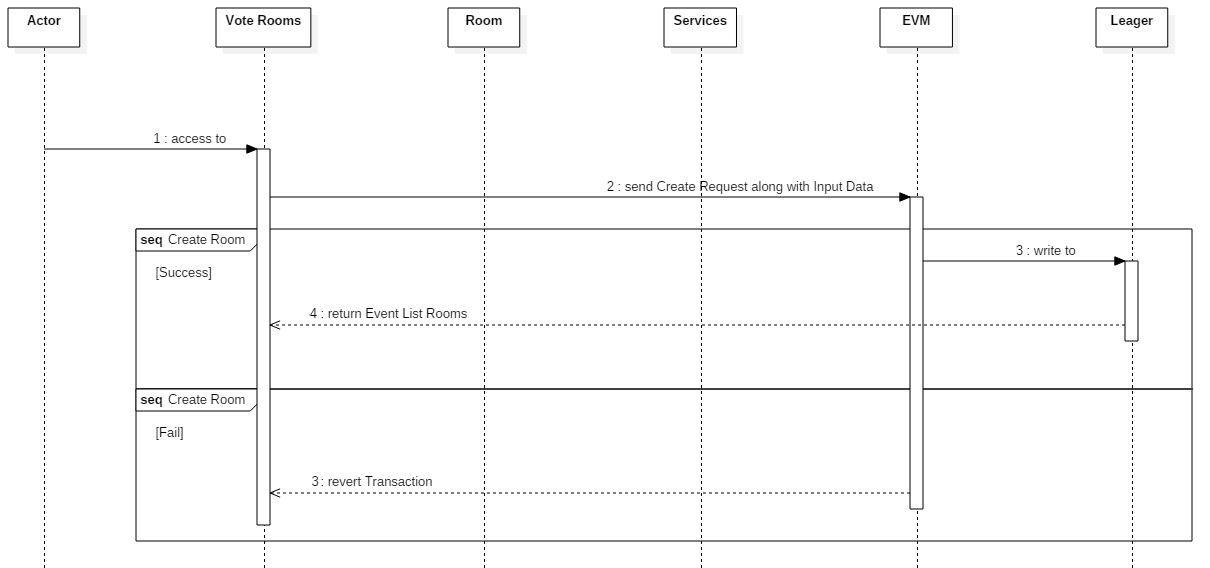 Actor
Vote Rooms
Room
Services
EVM
Leager
1 : access to
2 : send Create Request along with Input Data
seq Create Room
3 : write to
[Success]
4 : return Event List Rooms
seq Create Room
[Fail]
3 : revert Transaction